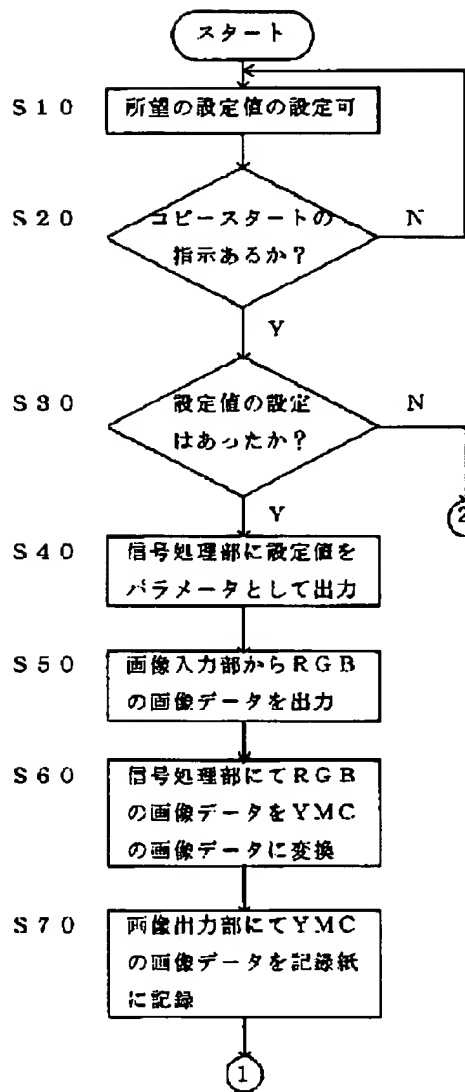 スタート
S10
所望の設定値の設定可
S20
コピースタートの
指示あるか?
N
Y
S30
設定値の設定
はあったか?
N
②
Y
S40
信号処理部に設定値を
パラメータとして出力
S50
画像入力部からRGB
の画像データを出力
S60
信号処理部にてRGB
の画像データをYMC
の画像データに変換
S70
画像出力部にてYMC
の画像データを記録紙
に記録
①